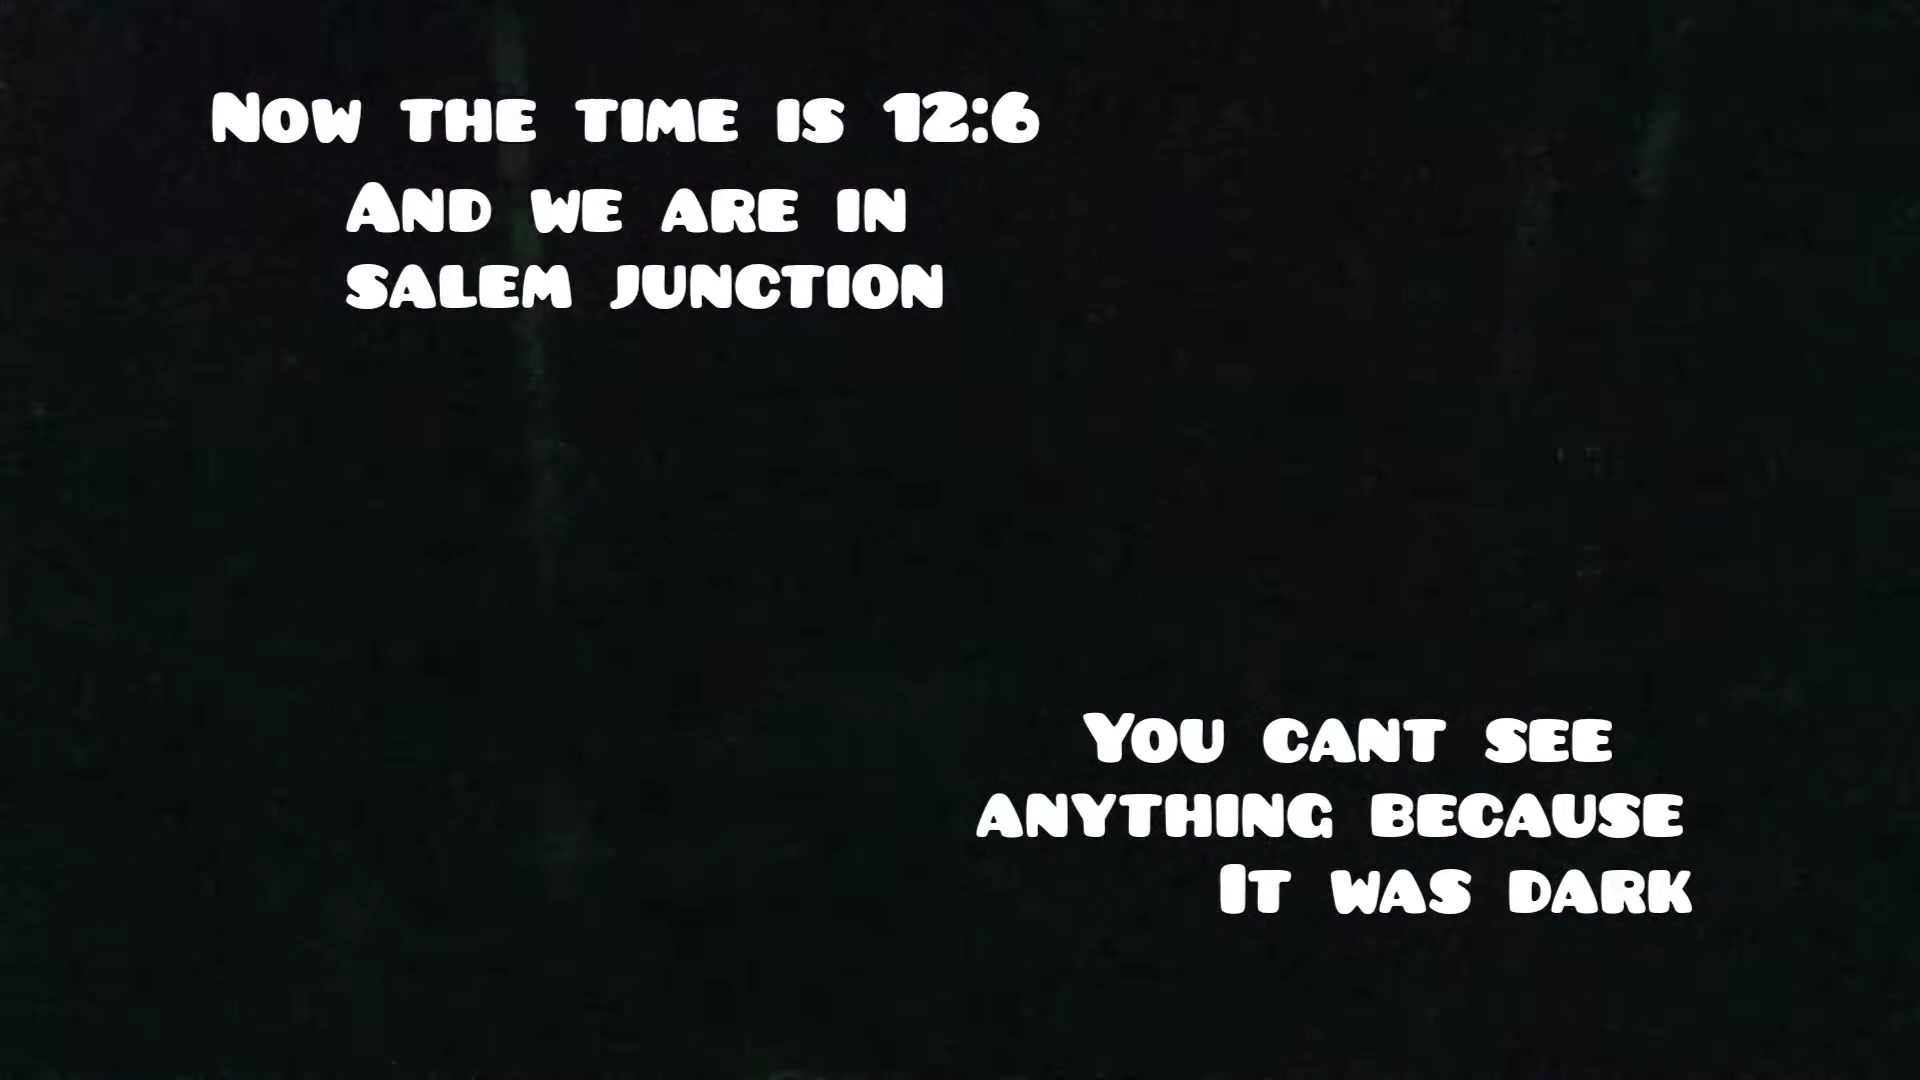 Now the time is 12:6
And we are in
salem junction
You cant see
anything because
It was dark